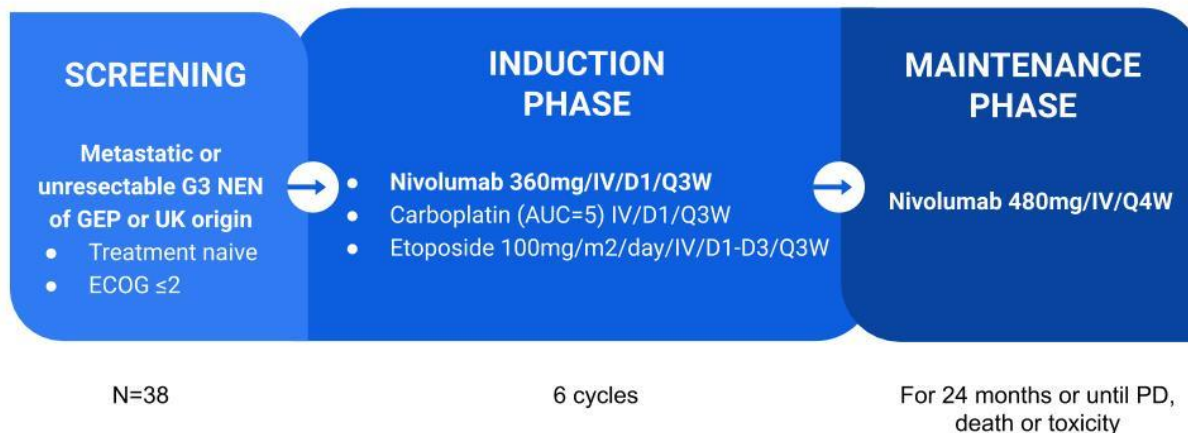 SCREENING
Metastatic or
unresectable G3 NEN
of GEP or UK origin
● Treatment naive
● ECOG ≤2
INDUCTION
PHASE
● Nivolumab 360mg/IV/D1/Q3W
● Carboplatin (AUC=5) IV/D1/Q3W
● Etoposide 100mg/m2/day/IV/D1-D3/Q3W
MAINTENANCE
PHASE
Nivolumab 480mg/IV/Q4W
N=38
6 cycles
For 24 months or until PD,
death or toxicity